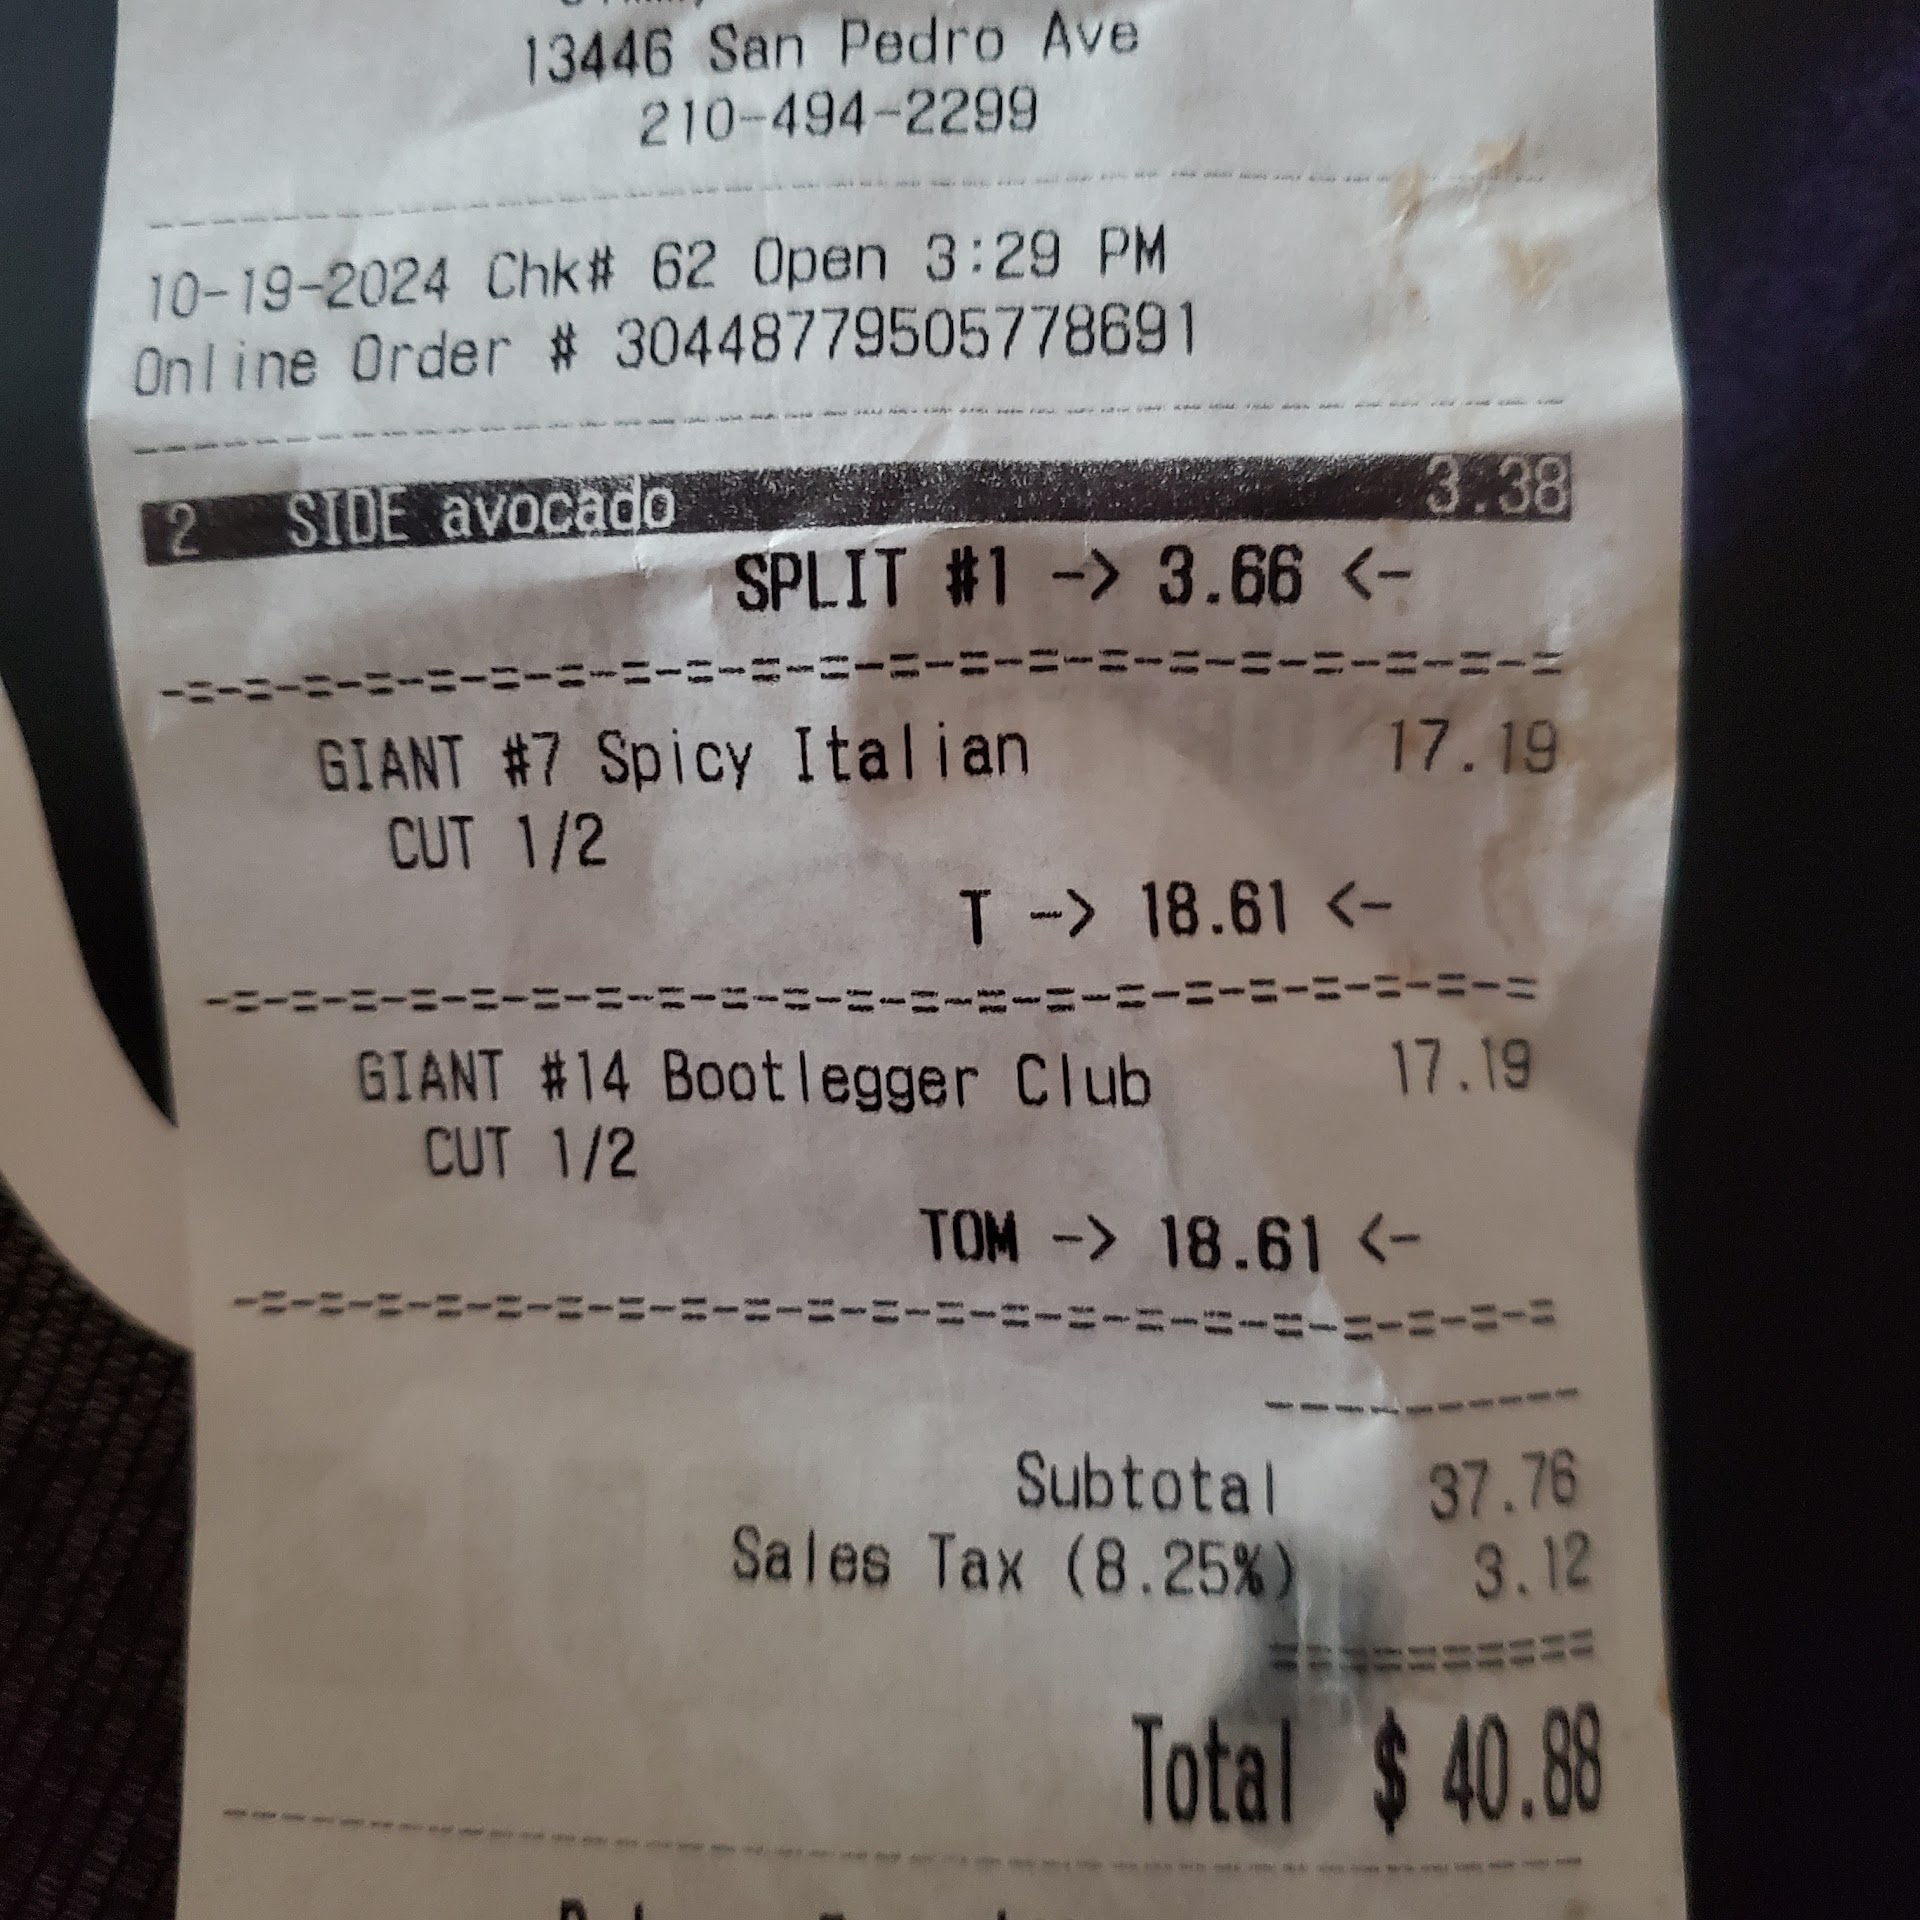 13446 San Pedro Ave
210-494-2299
10-19-2024 Chk# 62 Open 3:29 PM
Online Order # 30448779505778691
2 SIDE avocado 3.38
SPLIT #1 -> 3.66 <-
GIANT #7 Spicy Italian 17.19
CUT 1/2
T -> 18.61 <-
GIANT #14 Bootlegger Club 17.19
CUT 1/2
TOM -> 18.61 <-
Subtotal 37.76
Sales Tax (8.25%) 3.12
Total $ 40.88